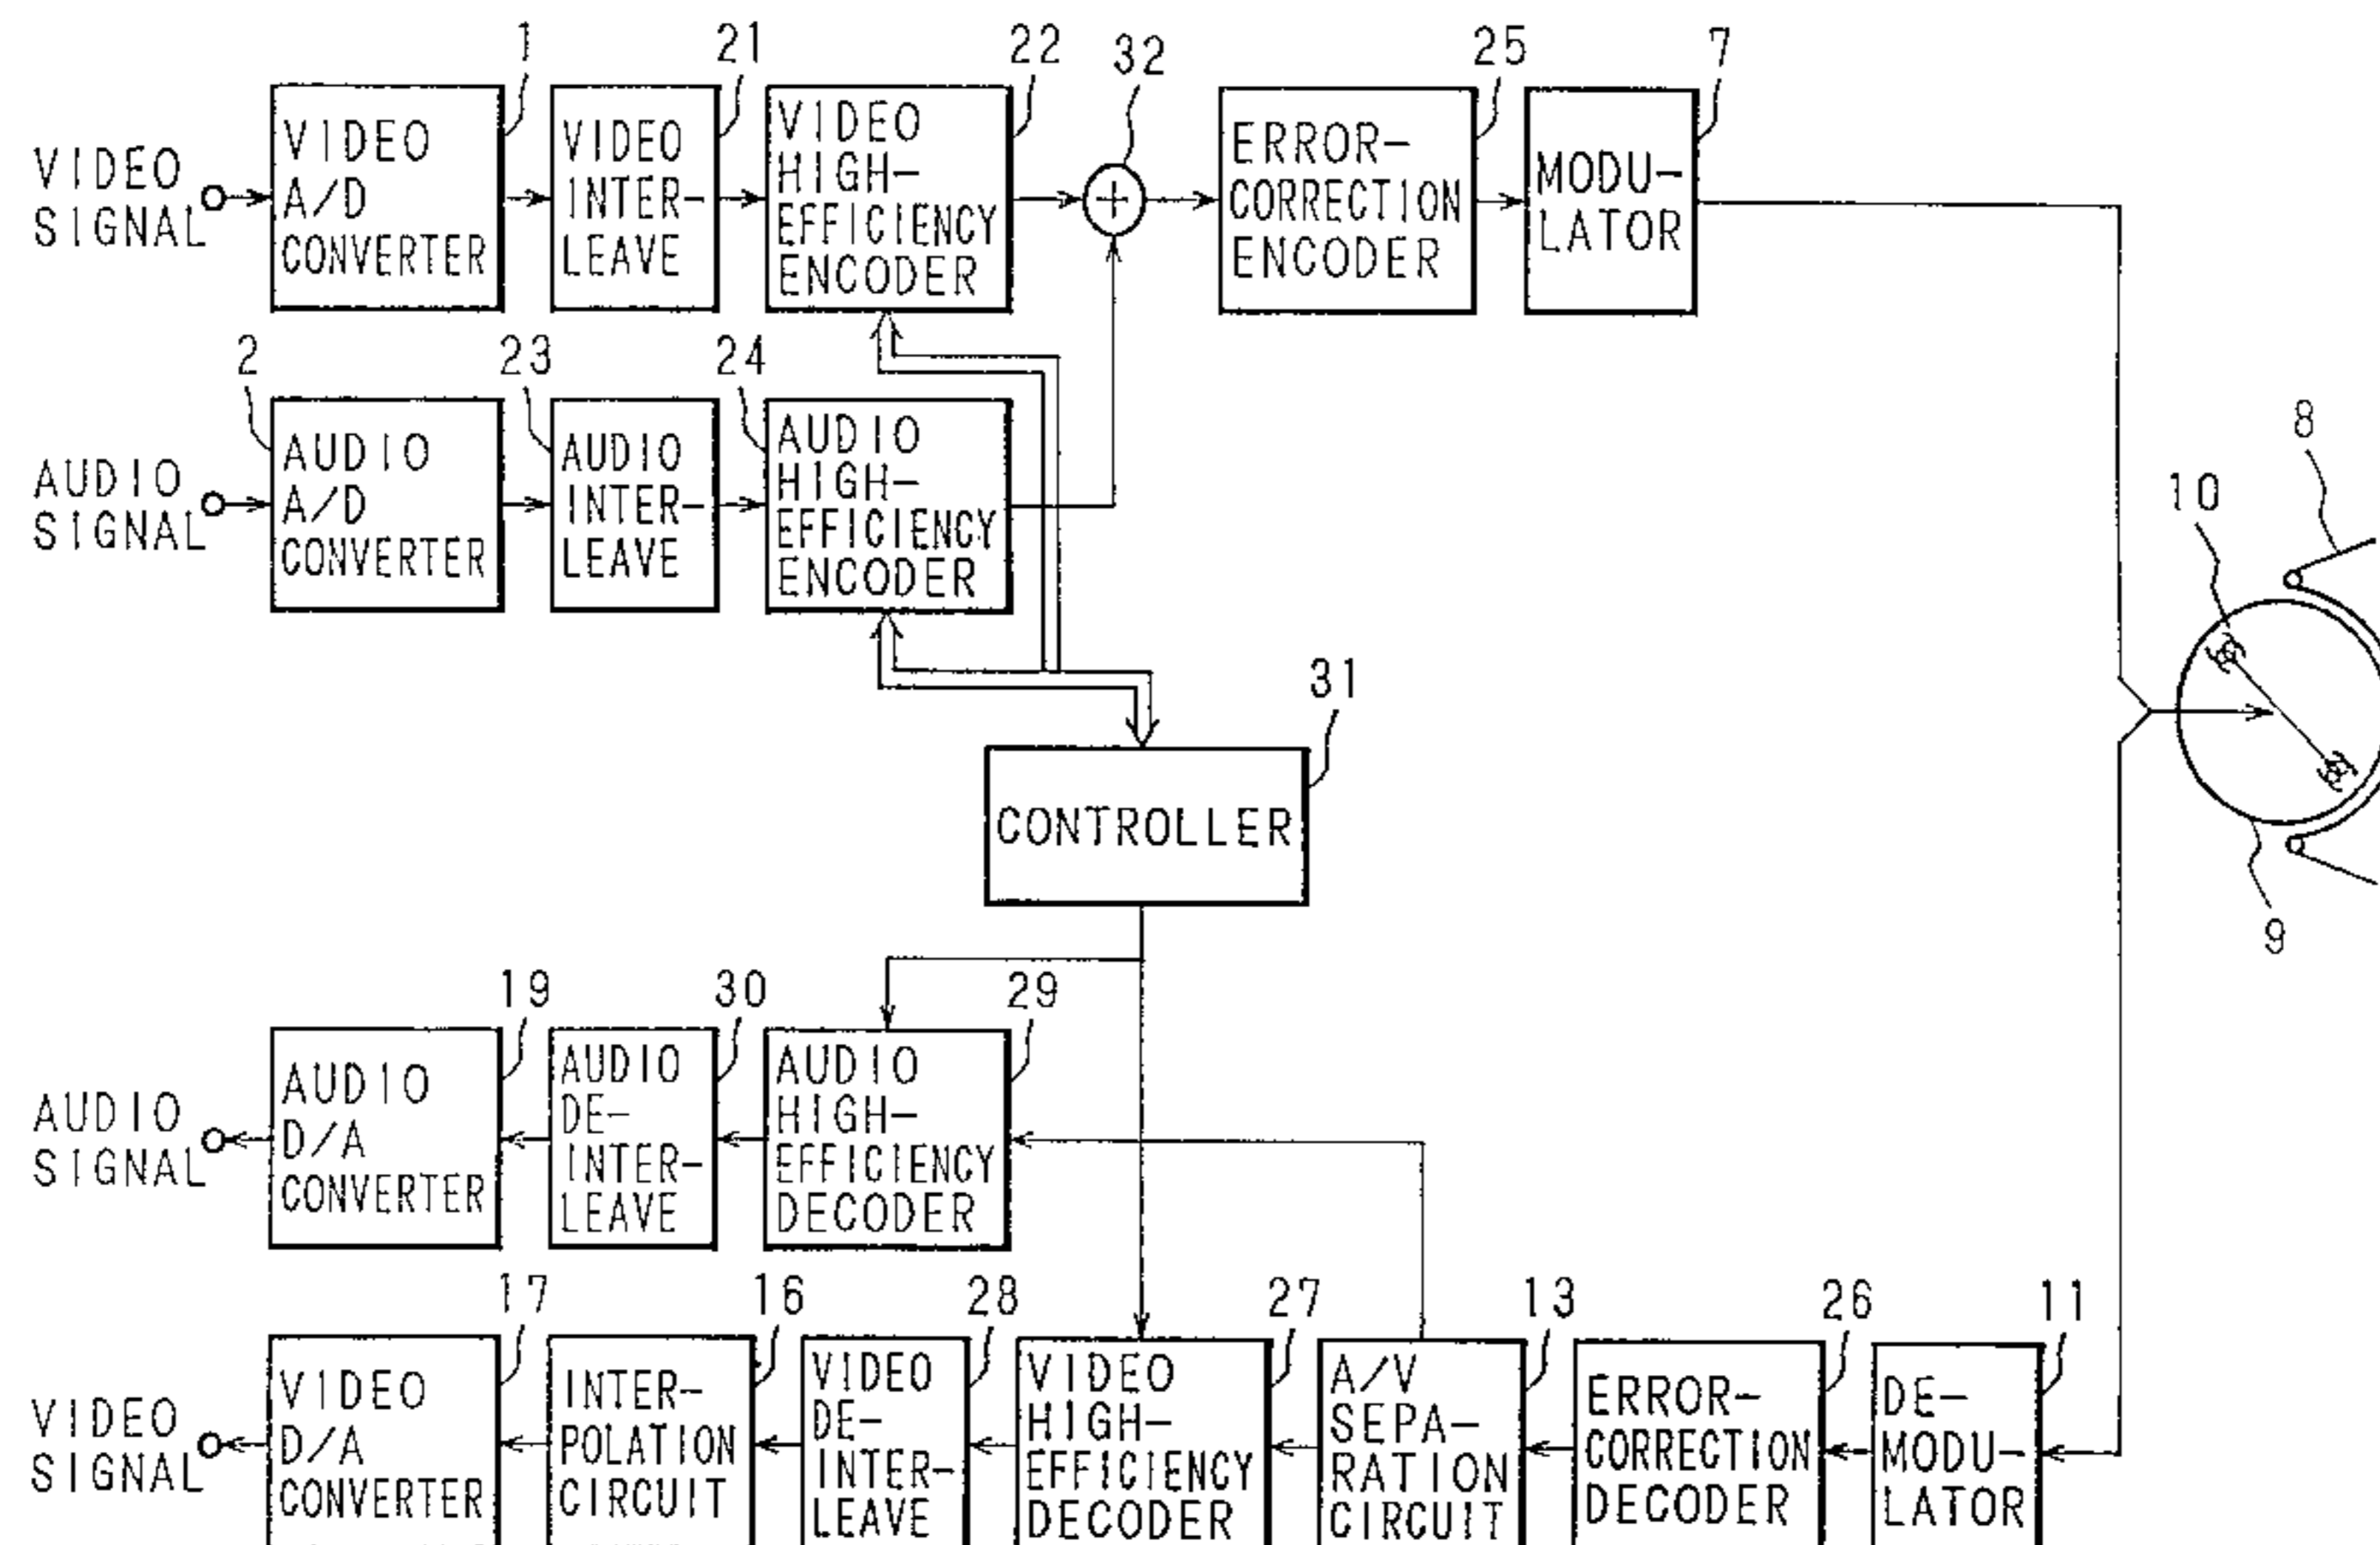 1
21
22
32
25
7
VIDEO
SIGNAL
VIDEO
A/D
CONVERTER
VIDEO
INTER-
LEAVE
VIDEO
HIGH-
EFFICIENCY
ENCODER
+
ERROR-
CORRECTION
ENCODER
MODU-
LATOR
2
23
24
AUDIO
SIGNAL
AUDIO
A/D
CONVERTER
AUDIO
INTER-
LEAVE
AUDIO
HIGH-
EFFICIENCY
ENCODER
8
10
31
CONTROLLER
9
19
30
29
AUDIO
SIGNAL
AUDIO
D/A
CONVERTER
AUDIO
DE-
INTER-
LEAVE
AUDIO
HIGH-
EFFICIENCY
DECODER
17
16
28
27
13
26
11
VIDEO
SIGNAL
VIDEO
D/A
CONVERTER
INTER-
POLATION
CIRCUIT
VIDEO
DE-
INTER-
LEAVE
VIDEO
HIGH-
EFFICIENCY
DECODER
A/V
SEPA-
RATION
CIRCUIT
ERROR-
CORRECTION
DECODER
DE-
MODU-
LATOR